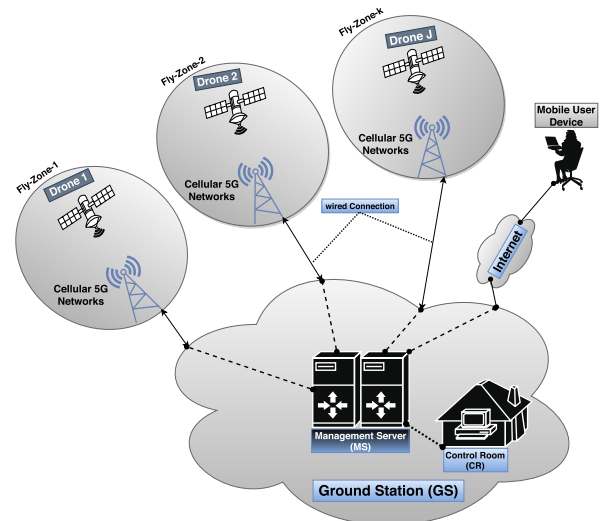 Fly-Zone-k
Drone J
Cellular 5G
Networks
Fly-Zone-2
Drone 2
Cellular 5G
Networks
Mobile User
Device
Fly-Zone-1
Drone 1
Cellular 5G
Networks
wired Connection
Internet
Management Server
(MS)
Control Room
(CR)
Ground Station (GS)